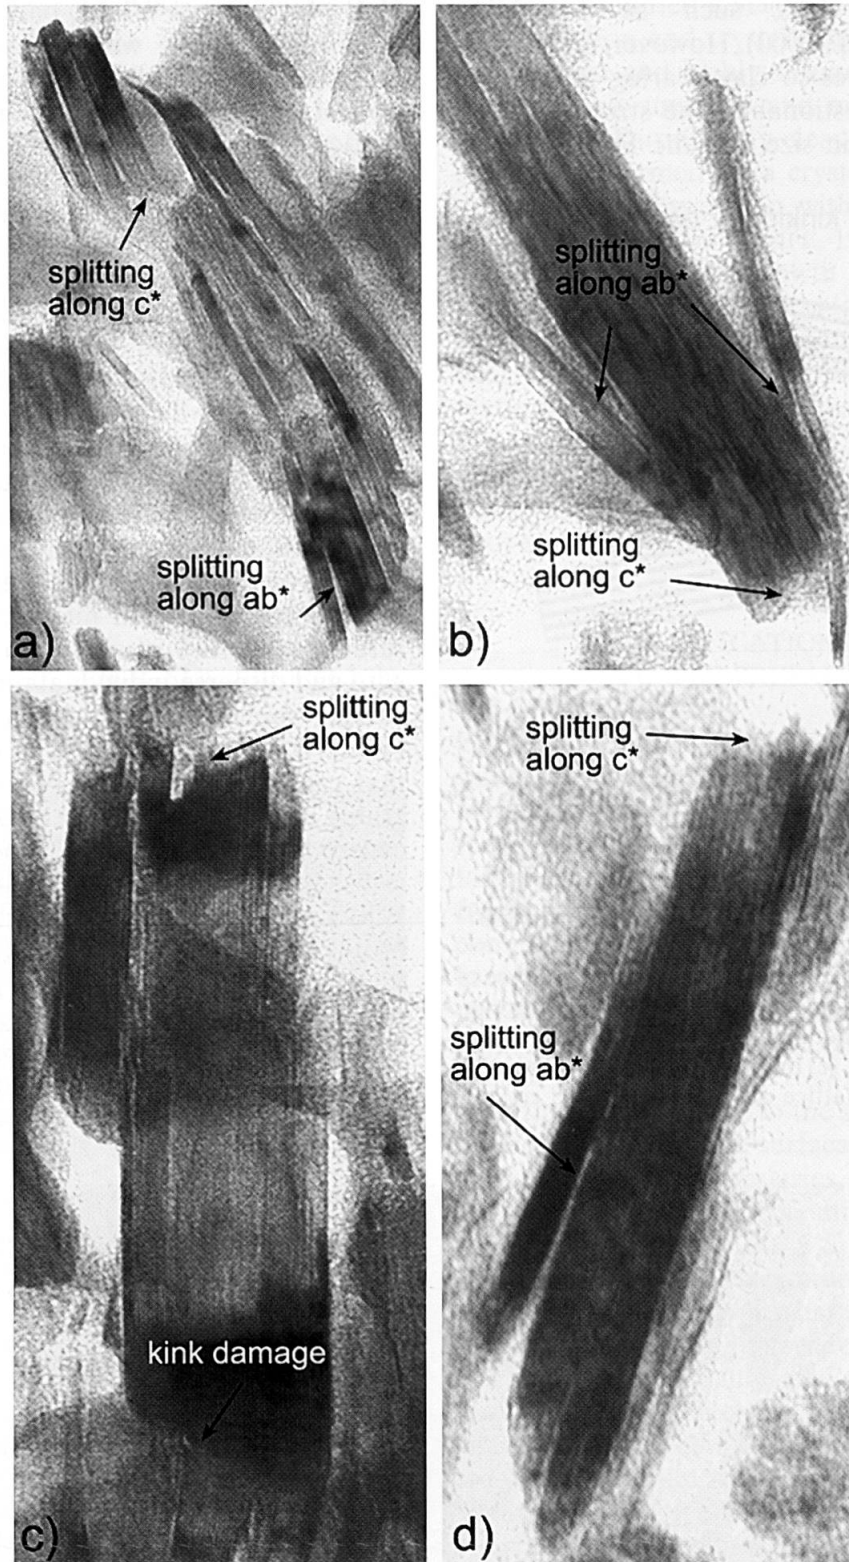 splitting
along c*
splitting
along ab*
a)
splitting
along ab*
splitting
along c*
b)
splitting
along c*
kink damage
c)
splitting
along c*
splitting
along ab*
d)